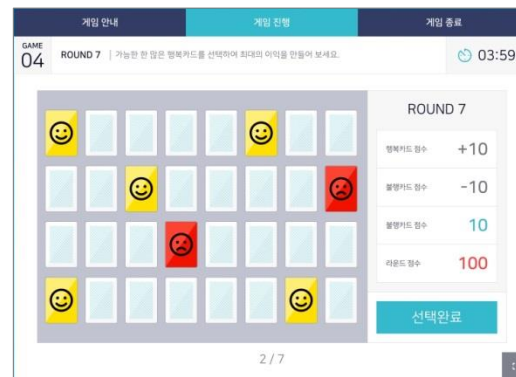 게임 안내
게임 진행
게임 종료
GAME
04
ROUND 7 | 가능한 한 많은 행복카드를 선택하여 최대의 이익을 만들어 보세요.
03:59
ROUND 7
행복카드 점수 +10
불행카드 점수 -10
불행카드 점수 10
라운드 점수 100
선택완료
2 / 7